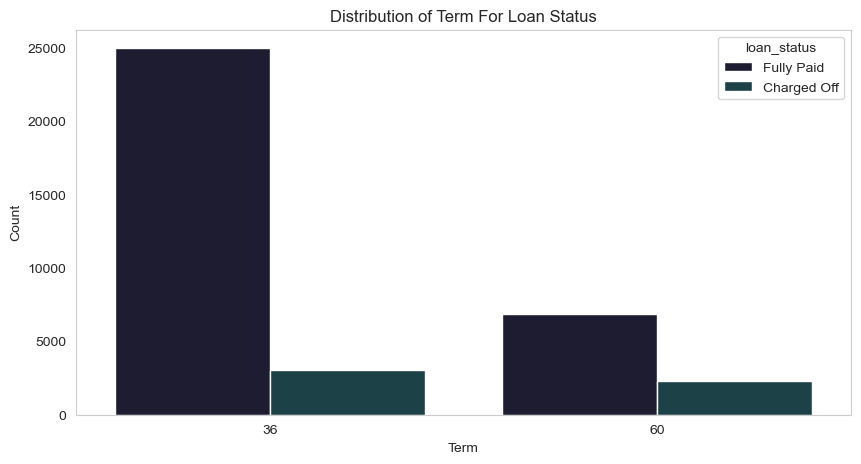 Distribution of Term For Loan Status
loan_status
Fully Paid
Charged Off
25000
20000
15000
10000
5000
0
Count
36
60
Term